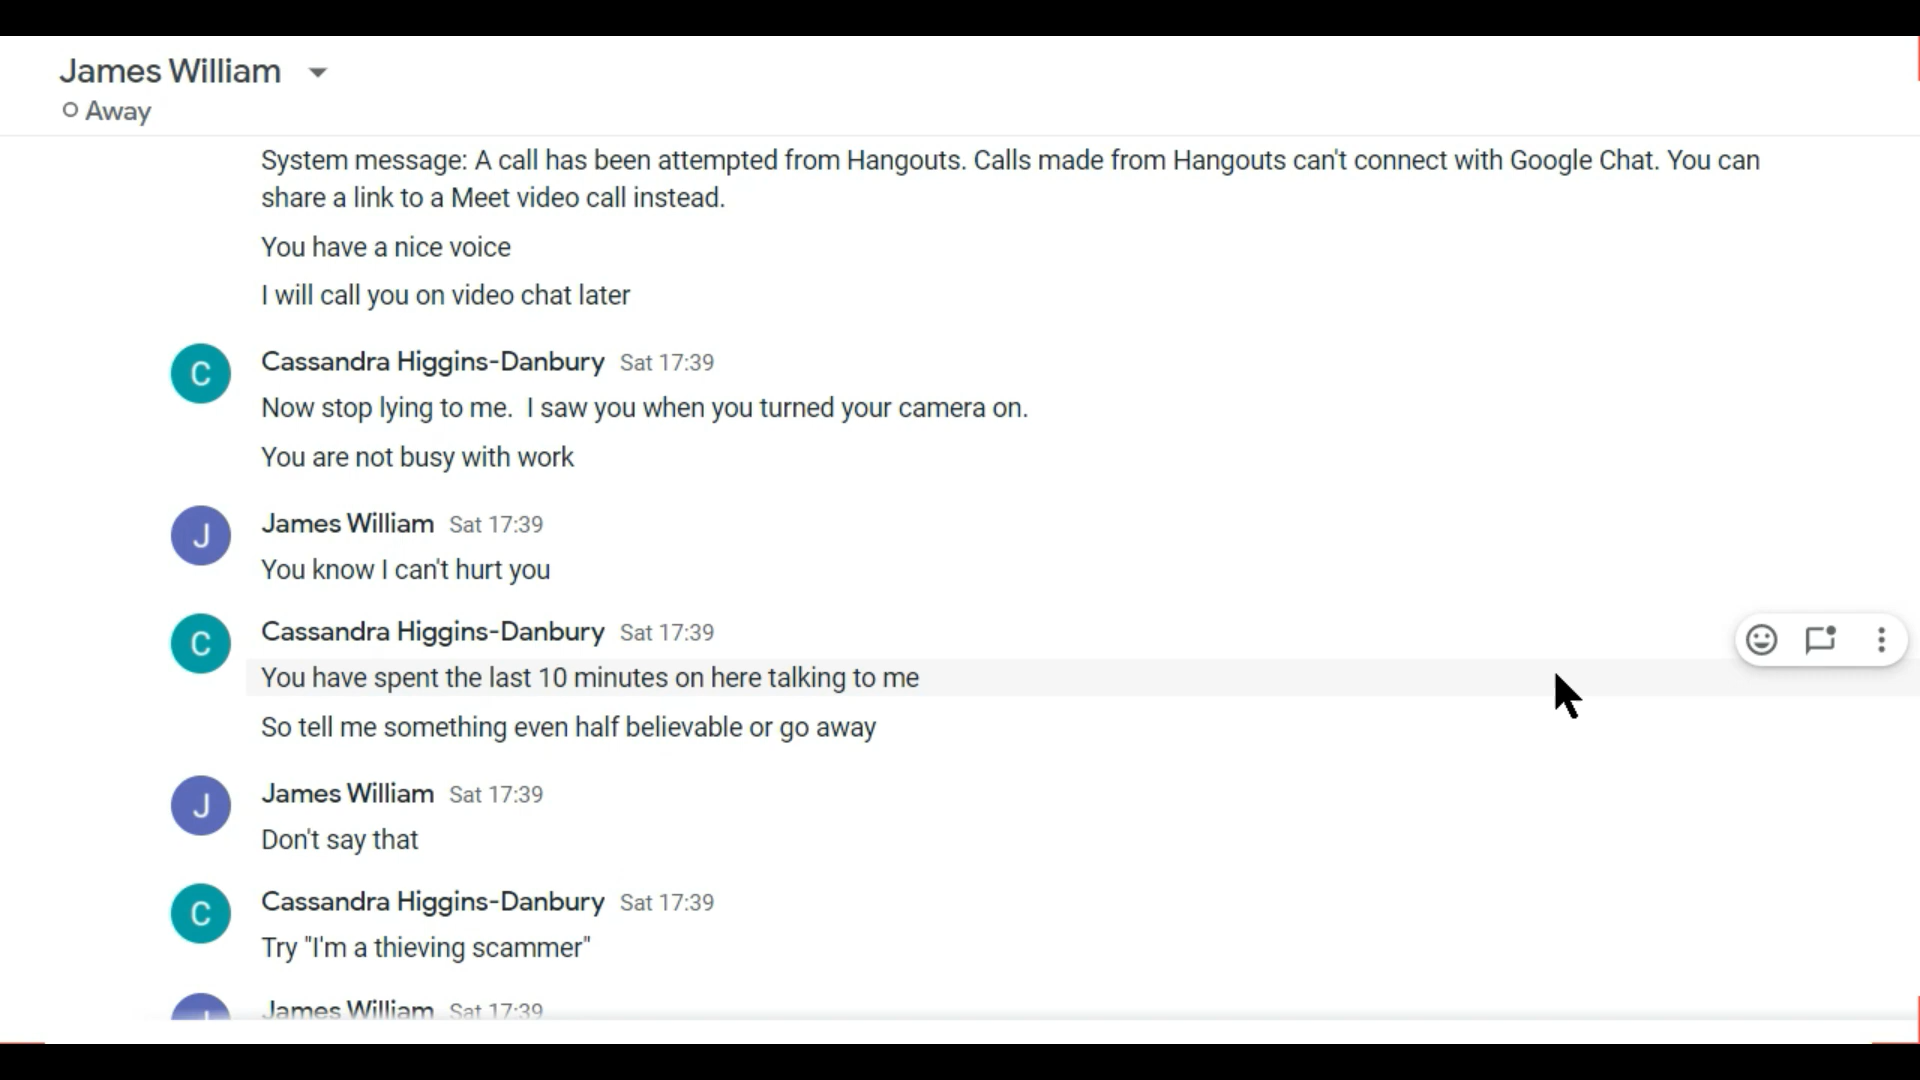 James William
Away
System message: A call has been attempted from Hangouts. Calls made from Hangouts can't connect with Google Chat. You can
share a link to a Meet video call instead.
You have a nice voice
I will call you on video chat later
C
Cassandra Higgins-Danbury Sat 17:39
Now stop lying to me.  I saw you when you turned your camera on.
You are not busy with work
J
James William Sat 17:39
You know I can't hurt you
C
Cassandra Higgins-Danbury Sat 17:39
You have spent the last 10 minutes on here talking to me
So tell me something even half believable or go away
J
James William Sat 17:39
Don't say that
C
Cassandra Higgins-Danbury Sat 17:39
Try "I'm a thieving scammer"
J
James William Sat 17:39